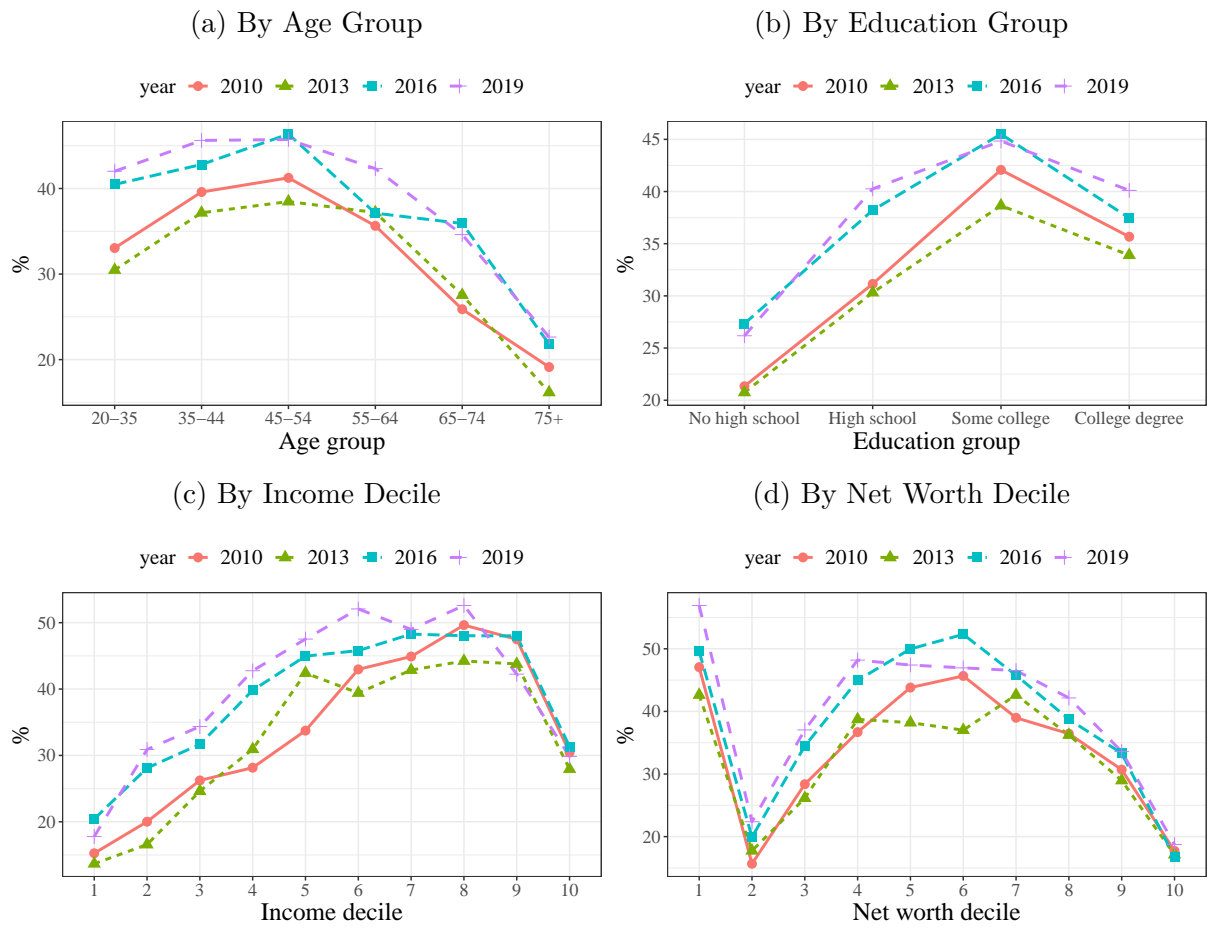 (a) By Age Group
year 2010 2013 2016 2019
%
40
30
20
20–35 35–44 45–54 55–64 65–74 75+
Age group
(b) By Education Group
year 2010 2013 2016 2019
%
45
40
35
30
25
20
No high school High school Some college College degree
Education group
(c) By Income Decile
year 2010 2013 2016 2019
%
50
40
30
20
1 2 3 4 5 6 7 8 9 10
Income decile
(d) By Net Worth Decile
year 2010 2013 2016 2019
%
50
40
30
20
1 2 3 4 5 6 7 8 9 10
Net worth decile